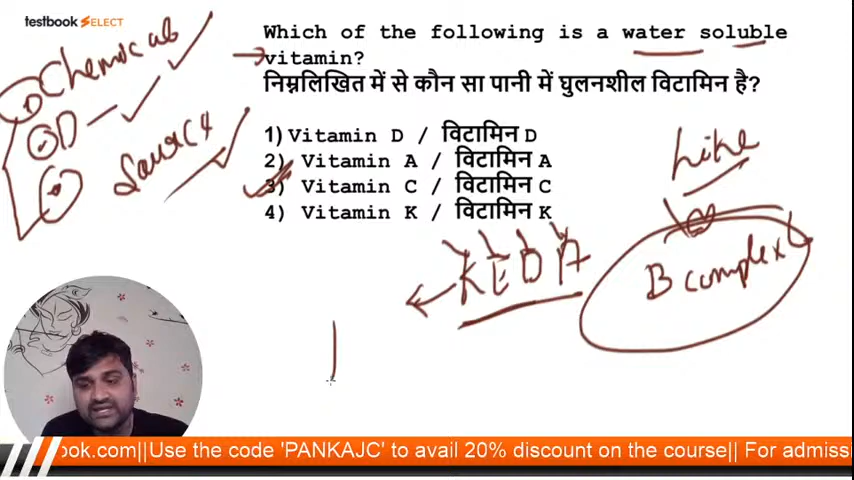 testbook SELECT
Which of the following is a water soluble
vitamin?
निम्नलिखित में से कौन सा पानी में घुलनशील विटामिन है?
1) Vitamin D / विटामिन D
2) Vitamin A / विटामिन A
3) Vitamin C / विटामिन C
4) Vitamin K / विटामिन K
Chemical
D
Source
Like
KEDA
B complex
ook.com||Use the code 'PANKAJC' to avail 20% discount on the course|| For admiss